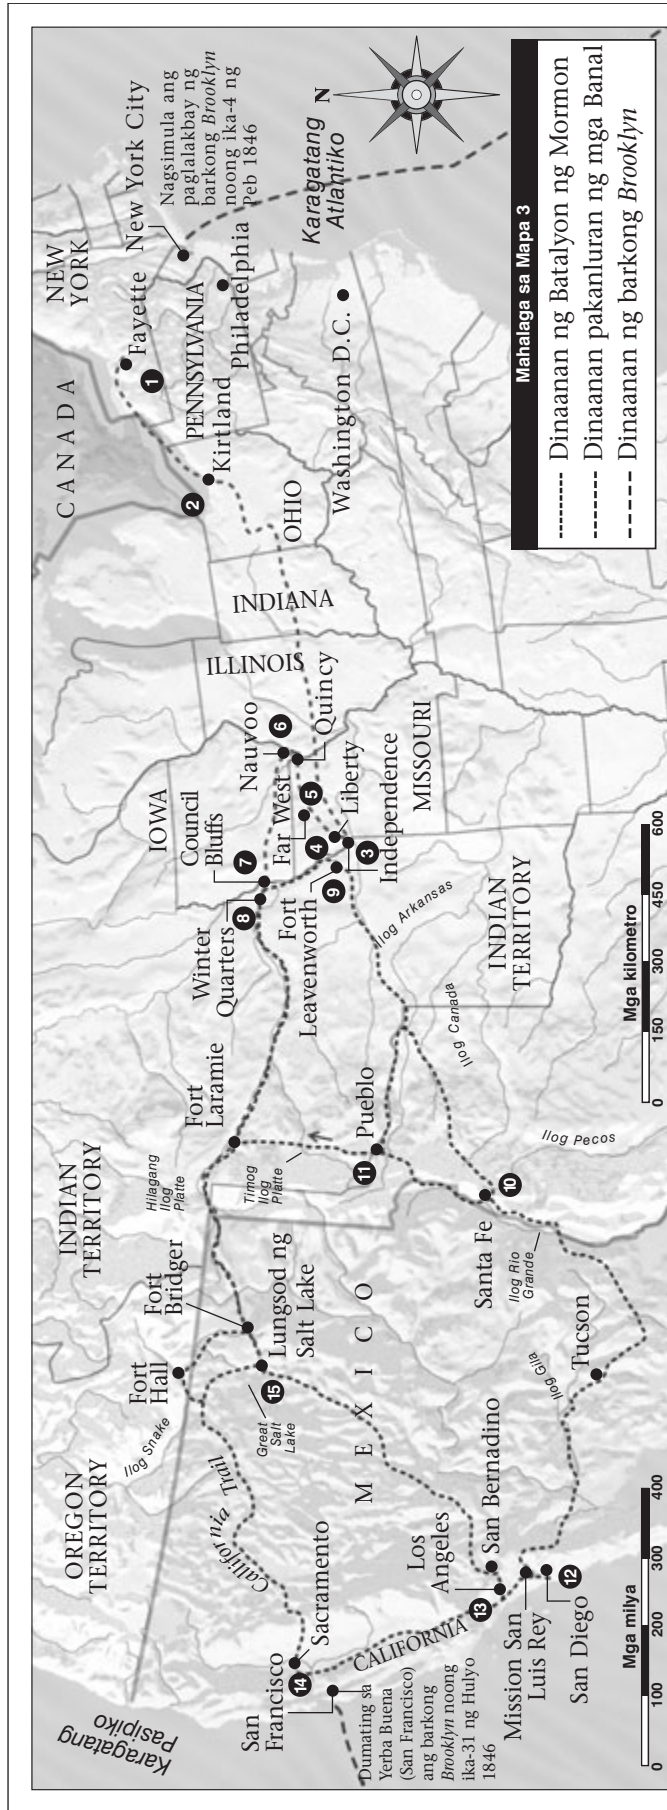 Karagatang
Pasipiko
OREGON
TERRITORY
INDIAN
TERRITORY
CANADA
NEW
YORK
Ilog Snake
Fort
Hall
Fort
Bridger
Hilagang
Ilog
Platte
Fort
Laramie
Winter
Quarters
8
Council
Bluffs
7
IOWA
Nauvoo
6
ILLINOIS
INDIANA
OHIO
2
Kirtland
1
Fayette
PENNSYLVANIA
New York City
Nagsimula ang
paglalakbay ng
barkong Brooklyn
noong ika-4 ng
Peb 1846
Philadelphia
Washington D.C.
Karagatang
Atlantiko
N
California Trail
Great
Salt
Lake
15
Lungsod ng
Salt Lake
Timog
Ilog
Platte
Far West
5
Quincy
4
Liberty
3
Independence
9
Fort
Leavenworth
MISSOURI
San
Francisco
14
Sacramento
Dumating sa
Yerba Buena
(San Francisco)
ang barkong
Brooklyn noong
ika-31 ng Hulyo
1846
CALIFORNIA
MEXICO
11
Pueblo
Ilog Arkansas
INDIAN
TERRITORY
Ilog Canada
Ilog Pecos
Santa Fe
10
Ilog Rio
Grande
13
Los
Angeles
San Bernadino
Mission San
Luis Rey
12
San Diego
Ilog Gila
Tucson
Mga milya
0 100 200 300 400
Mga kilometro
0 150 300 450 600
Mahalaga sa Mapa 3
Dinaanan ng Batalyon ng Mormon
Dinaanan pakanluran ng mga Banal
Dinaanan ng barkong Brooklyn